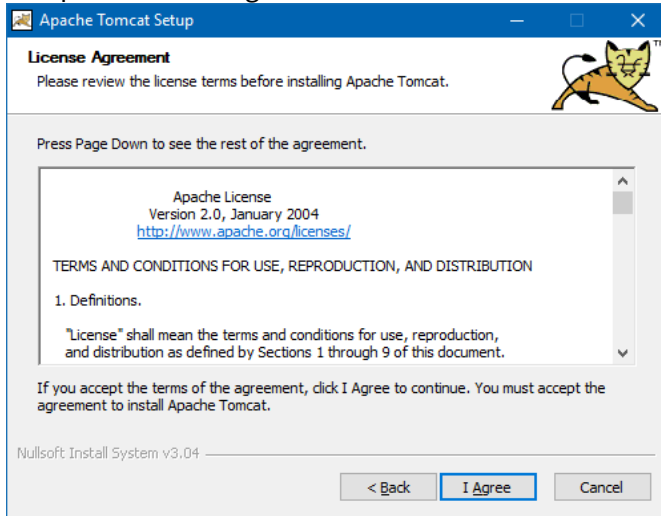 Apache Tomcat Setup
License Agreement
Please review the license terms before installing Apache Tomcat.
TM
Press Page Down to see the rest of the agreement.
Apache License
Version 2.0, January 2004
http://www.apache.org/licenses/
TERMS AND CONDITIONS FOR USE, REPRODUCTION, AND DISTRIBUTION
1. Definitions.
"License" shall mean the terms and conditions for use, reproduction,
and distribution as defined by Sections 1 through 9 of this document.
If you accept the terms of the agreement, click I Agree to continue. You must accept the
agreement to install Apache Tomcat.
Nullsoft Install System v3.04
< Back I Agree Cancel